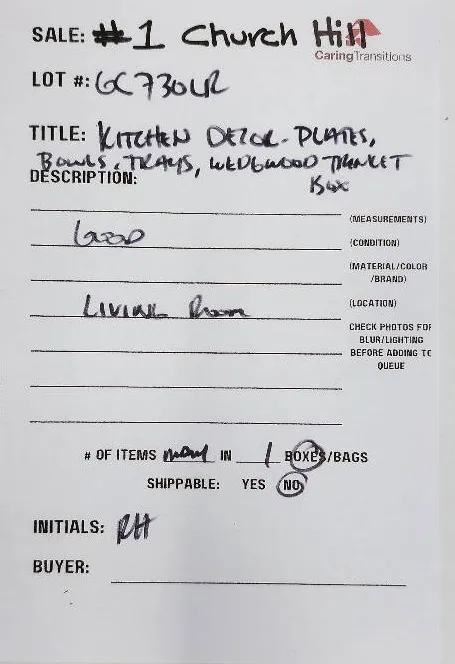 SALE: #1 Church Hill
CaringTransitions
LOT #: GC730LR
TITLE: KITCHEN DECOR - PLATES,
BOWLS, TRAYS, WEDGWOOD TRINKET
BOX
DESCRIPTION:
(MEASUREMENTS)
GOOD (CONDITION)
(MATERIAL/COLOR
/BRAND)
LIVING Room (LOCATION)
CHECK PHOTOS FOR
BLUR/LIGHTING
BEFORE ADDING TO
QUEUE
# OF ITEMS many IN 1 BOXES/BAGS
SHIPPABLE: YES NO
INITIALS: RH
BUYER: